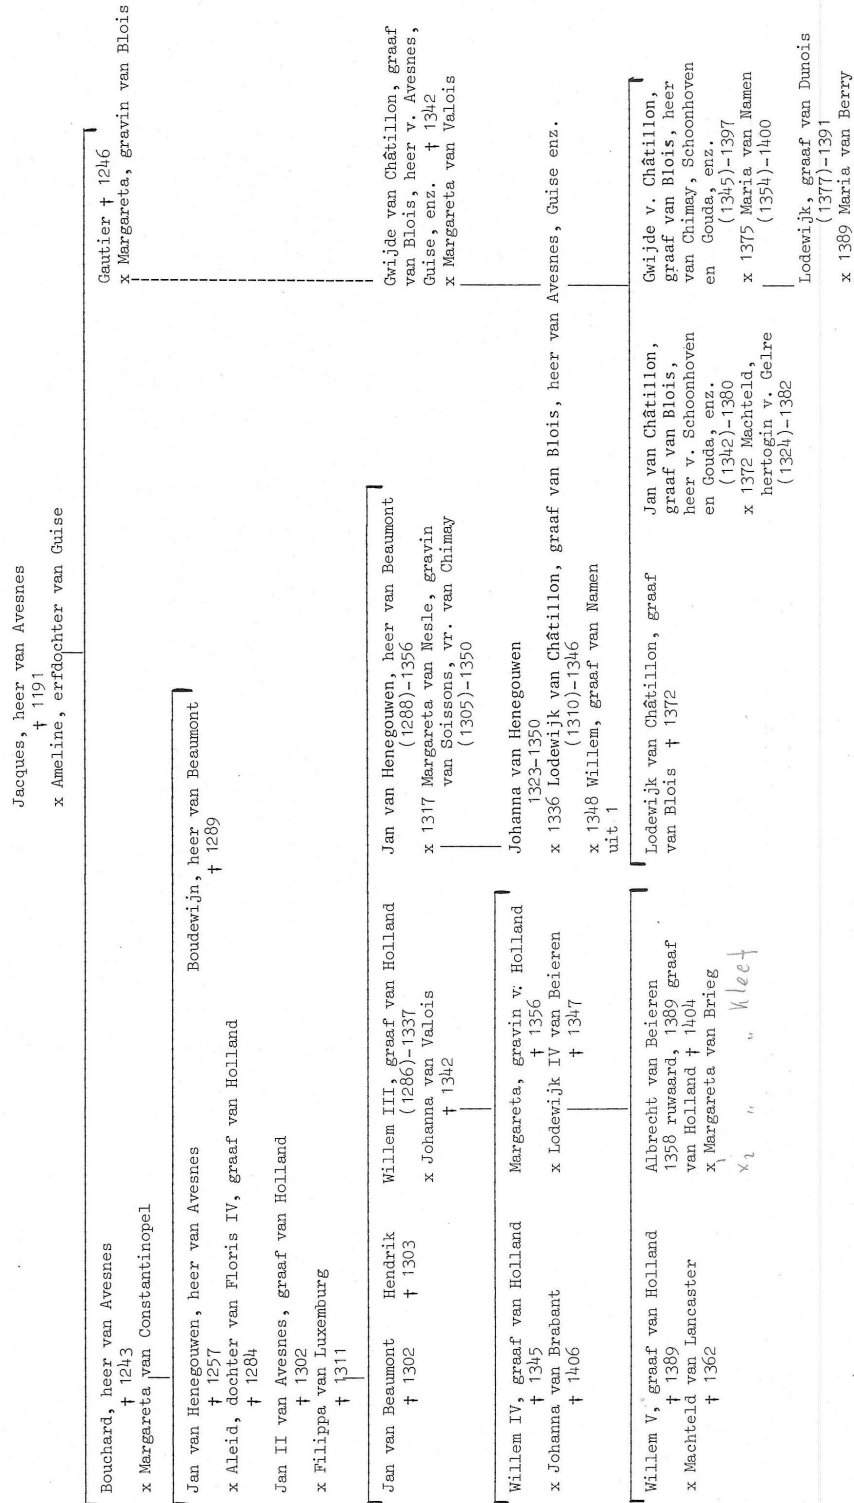 Jacques, heer van Avesnes
† 1191
x Ameline, erfdochter van Guise
Bouchard, heer van Avesnes
† 1243
x Margareta van Constantinopel
Gautier † 1246
x Margareta, gravin van Blois
Jan van Henegouwen, heer van Avesnes
† 1257
x Aleid, dochter van Floris IV, graaf van Holland
† 1284
Boudewijn, heer van Beaumont
† 1289
Jan II van Avesnes, graaf van Holland
† 1302
x Filippa van Luxemburg
† 1311
Jan van Beaumont
† 1302
Hendrik
† 1303
Willem III, graaf van Holland
(1286)-1337
x Johanna van Valois
† 1342
Jan van Henegouwen, heer van Beaumont
(1288)-1356
x 1317 Margareta van Nesle, gravin
van Soissons, vr. van Chimay
(1305)-1350
Gwijde van Châtillon, graaf
van Blois, heer v. Avesnes,
Guise, enz. † 1342
x Margareta van Valois
Willem IV, graaf van Holland
† 1345
x Johanna van Brabant
† 1406
Margareta, gravin v. Holland
† 1356
x Lodewijk IV van Beieren
† 1347
Johanna van Henegouwen
1323-1350
x 1336 Lodewijk van Châtillon, graaf van Blois, heer van Avesnes, Guise enz.
(1310)-1346
x 1348 Willem, graaf van Namen
uit 1
Willem V, graaf van Holland
† 1389
x Machteld van Lancaster
† 1362
Albrecht van Beieren
1358 ruwaard, 1389 graaf
van Holland † 1404
x Margareta van Brieg
x2 " " Kleef
Lodewijk van Châtillon, graaf
van Blois † 1372
Jan van Châtillon,
graaf van Blois,
heer v. Schoonhoven
en Gouda, enz.
(1342)-1380
x 1372 Machteld,
hertogin v. Gelre
(1324)-1382
Gwijde v. Châtillon,
graaf van Blois, heer
van Chimay, Schoonhoven
en Gouda, enz.
(1345)-1397
x 1375 Maria van Namen
(1354)-1400
Lodewijk, graaf van Dunois
(1377)-1391
x 1389 Maria van Berry